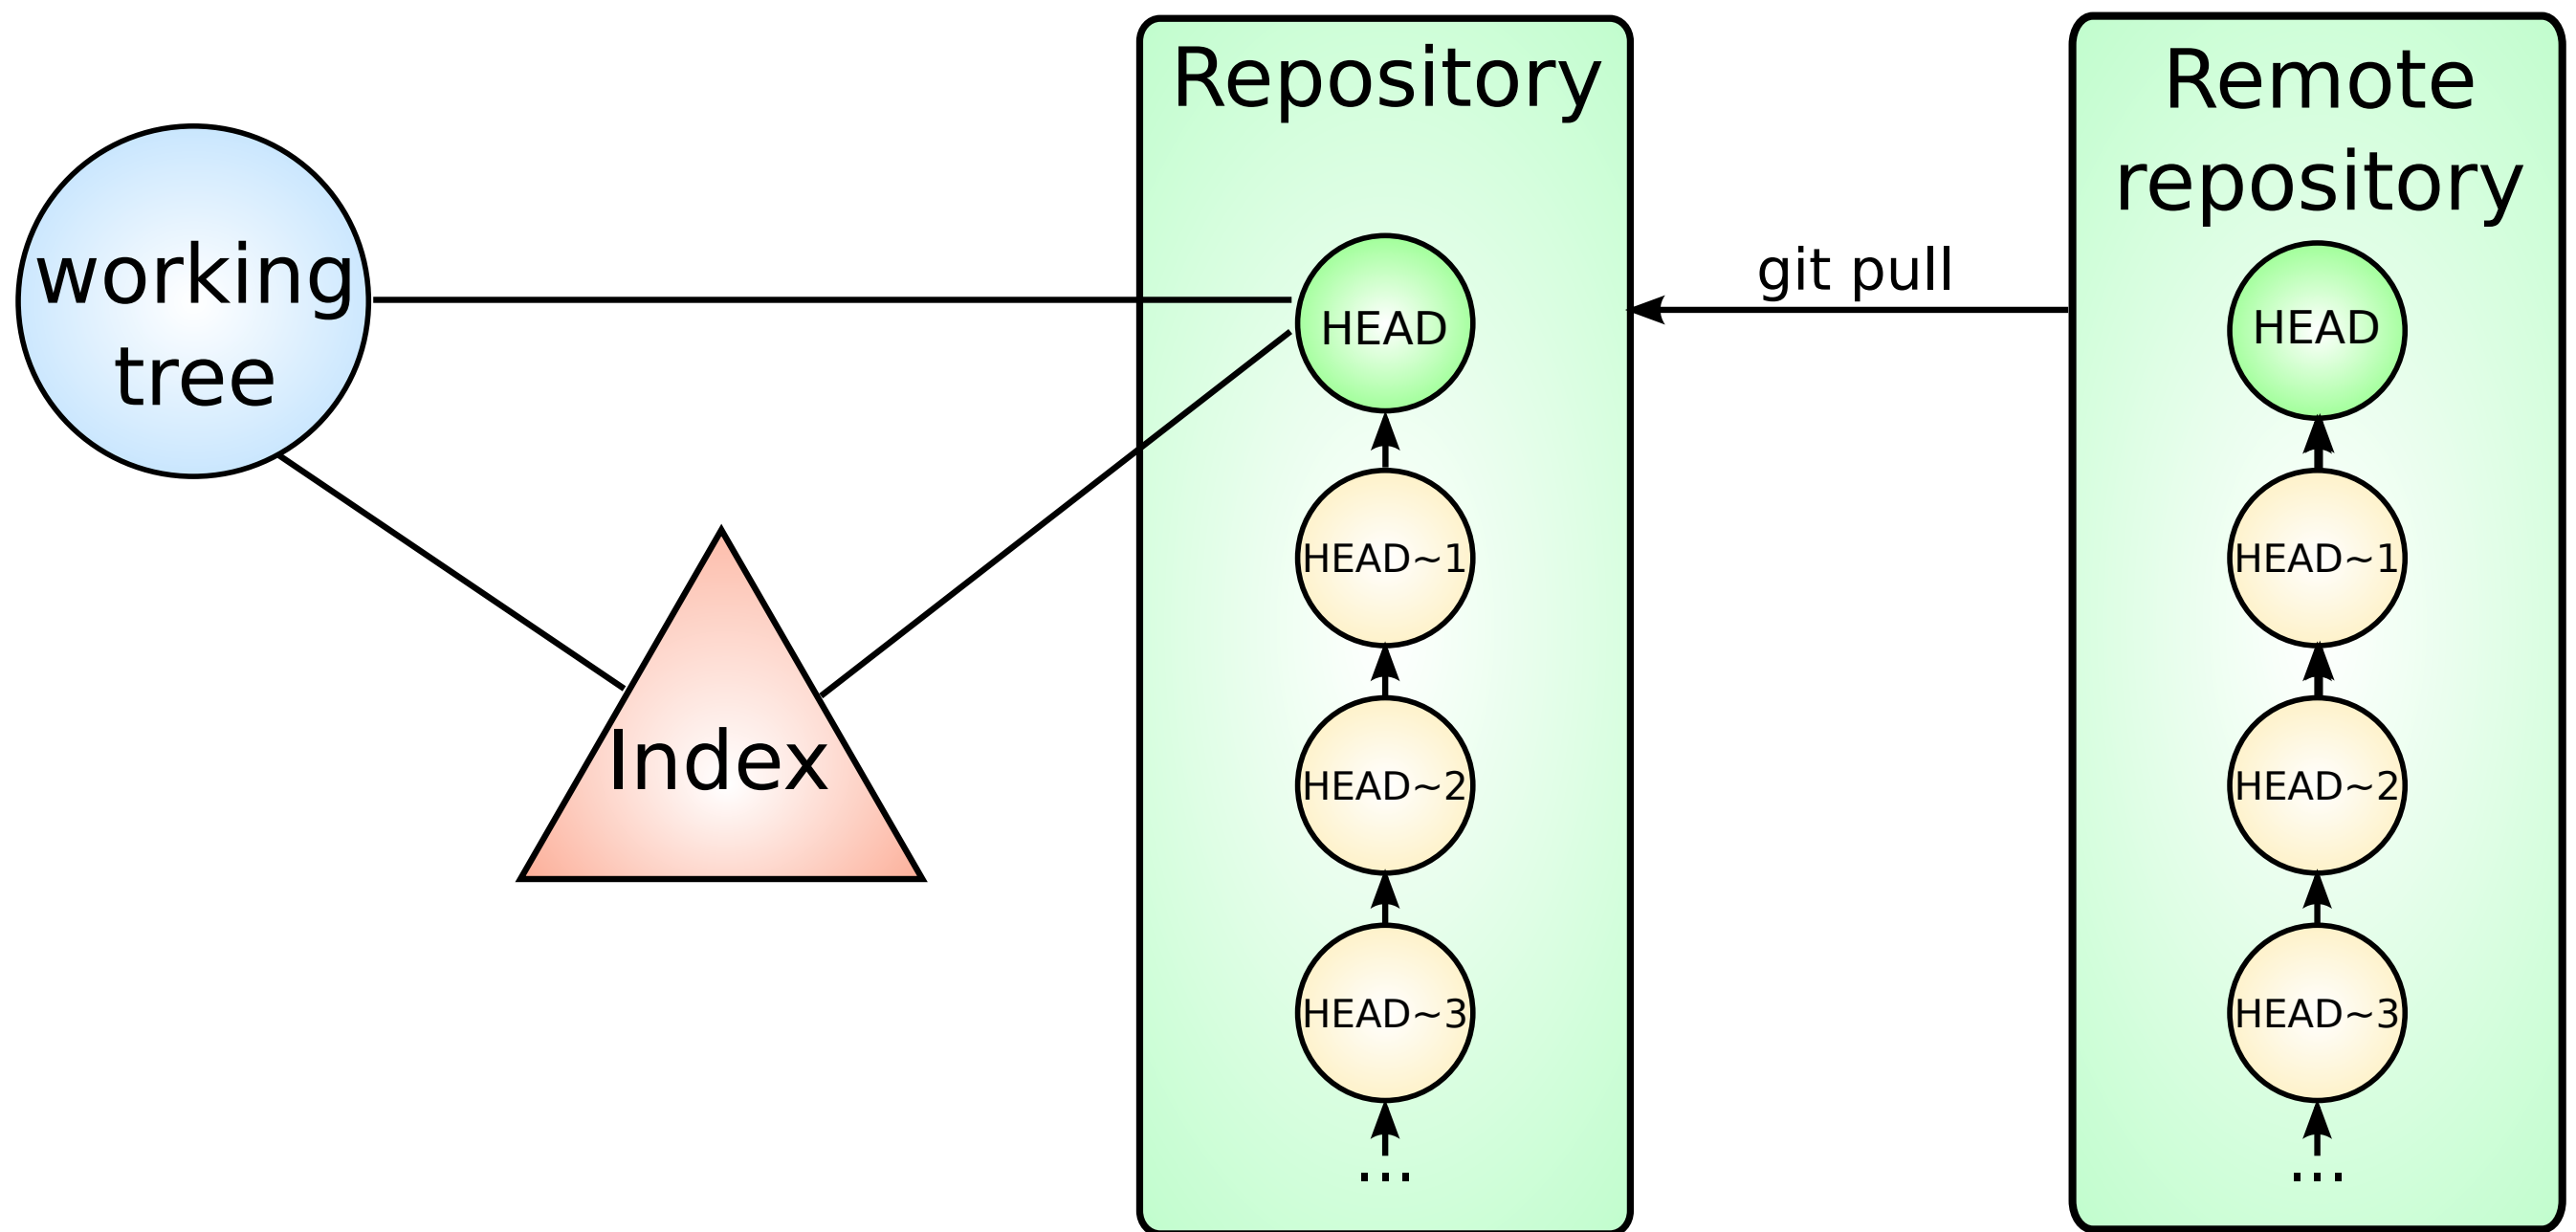 working
tree
Index
Repository
HEAD
HEAD~1
HEAD~2
HEAD~3
...
git pull
Remote
repository
HEAD
HEAD~1
HEAD~2
HEAD~3
...